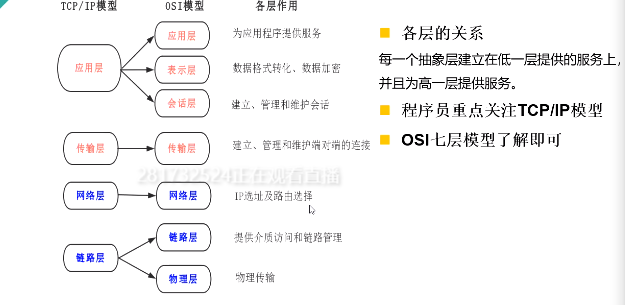 TCP/IP模型 OSI模型 各层作用
应用层 应用层 为应用程序提供服务
表示层 数据格式转化、数据加密
会话层 建立、管理和维护会话
传输层 传输层 建立、管理和维护端对端的连接
281732524正在观看直播
网络层 网络层 IP选址及路由选择
链路层 链路层 提供介质访问和链路管理
物理层 物理传输
各层的关系
每一个抽象层建立在低一层提供的服务上，
并且为高一层提供服务。
程序员重点关注TCP/IP模型
OSI七层模型了解即可